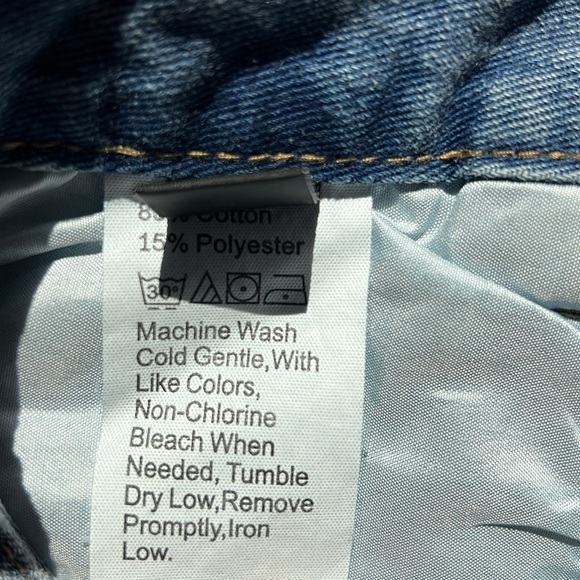 Cotton
15% Polyester
30°
Machine Wash
Cold Gentle,With
Like Colors,
Non-Chlorine
Bleach When
Needed, Tumble
Dry Low,Remove
Promptly,Iron
Low.